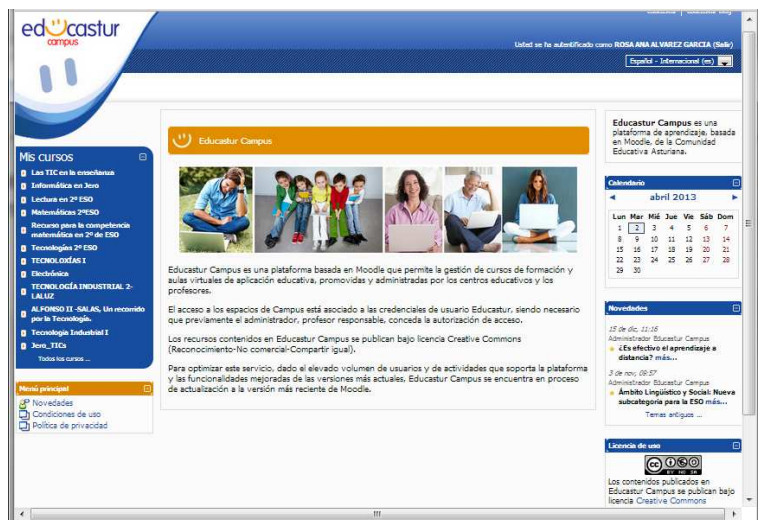 educastur
campus
Usted se ha autentificado como ROSA ANA ALVAREZ GARCIA (Salir)
Español - Internacional (es)
Mis cursos
Las TIC en la enseñanza
Informática en Jero
Lectura en 2º ESO
Matemáticas 2ºESO
Recurso para la competencia
matemática en 2º de ESO
Tecnologías 2º ESO
TECNOLOXÍAS I
Electrónica
TECNOLOGÍA INDUSTRIAL 2-
LALUZ
ALFONSO II -SALAS, Un recorrido
por la Tecnología.
Tecnologia Industrial I
Jero_TICs
Todos los cursos ...
Menú principal
Novedades
Condiciones de uso
Política de privacidad
Educastur Campus
Educastur Campus es una plataforma basada en Moodle que permite la gestión de cursos de formación y
aulas virtuales de aplicación educativa, promovidas y administradas por los centros educativos y los
profesores.
El acceso a los espacios de Campus está asociado a las credenciales de usuario Educastur, siendo necesario
que previamente el administrador, profesor responsable, conceda la autorización de acceso.
Los recursos contenidos en Educastur Campus se publican bajo licencia Creative Commons
(Reconocimiento-No comercial-Compartir igual).
Para optimizar este servicio, dado el elevado volumen de usuarios y de actividades que soporta la plataforma
y las funcionalidades mejoradas de las versiones más actuales, Educastur Campus se encuentra en proceso
de actualización a la versión más reciente de Moodle.
Educastur Campus es una
plataforma de aprendizaje, basada
en Moodle, de la Comunidad
Educativa Asturiana.
Calendario
abril 2013
Lun Mar Mié Jue Vie Sáb Dom
1 2 3 4 5 6 7
8 9 10 11 12 13 14
15 16 17 18 19 20 21
22 23 24 25 26 27 28
29 30
Novedades
15 de dic, 11:16
Administrador Educastur Campus
¿Es efectivo el aprendizaje a
distancia? más...
3 de nov, 09:57
Administrador Educastur Campus
Ámbito Lingüístico y Social: Nueva
subcategoría para la ESO más...
Temas antiguos ...
Licencia de uso
cc
BY NC SA
Los contenidos publicados en
Educastur Campus se publican bajo
licencia Creative Commons